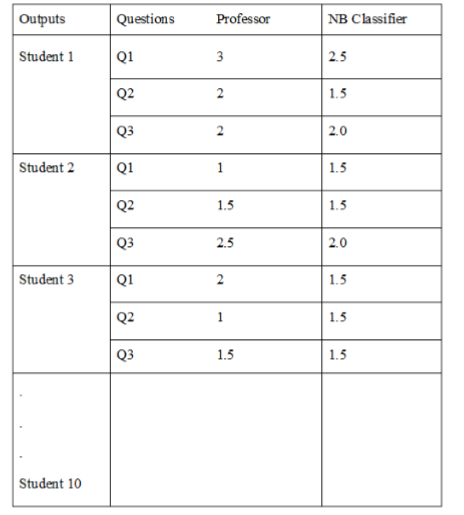 Outputs Questions Professor NB Classifier
Student 1 Q1 3 2.5
Q2 2 1.5
Q3 2 2.0
Student 2 Q1 1 1.5
Q2 1.5 1.5
Q3 2.5 2.0
Student 3 Q1 2 1.5
Q2 1 1.5
Q3 1.5 1.5
.
.
.
Student 10